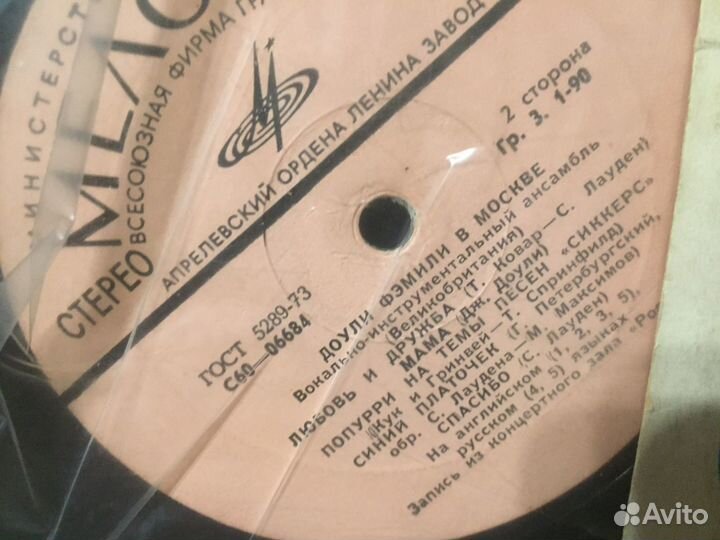 МИНИСТЕРСТ
МЕЛО
ВСЕСОЮЗНАЯ ФИРМА ГР
СТЕРЕО
АПРЕЛЕВСКИЙ ОРДЕНА ЛЕНИНА ЗАВОД
2 сторона
Гр. 3. 1-90
ГОСТ 5289-73
С60—06684
ДОУЛИ ФЭМИЛИ В МОСКВЕ
Вокально-инструментальный ансамбль
(Великобритания)
ЛЮБОВЬ И ДРУЖБА (Т. Ковар—С. Лауден)
МАМА (Дж. Доули)
ПОПУРРИ НА ТЕМЫ ПЕСЕН «СИККЕРС»
(Кук и Гринвей—Т. Спринфилд)
СИНИЙ ПЛАТОЧЕК (Г. Петербургский,
обр. С. Лаудена—М. Максимов)
СПАСИБО (С. Лауден)
На английском (1, 2, 3, 5),
русском (4, 5) языках
Запись из концертного зала «Рос
Avito